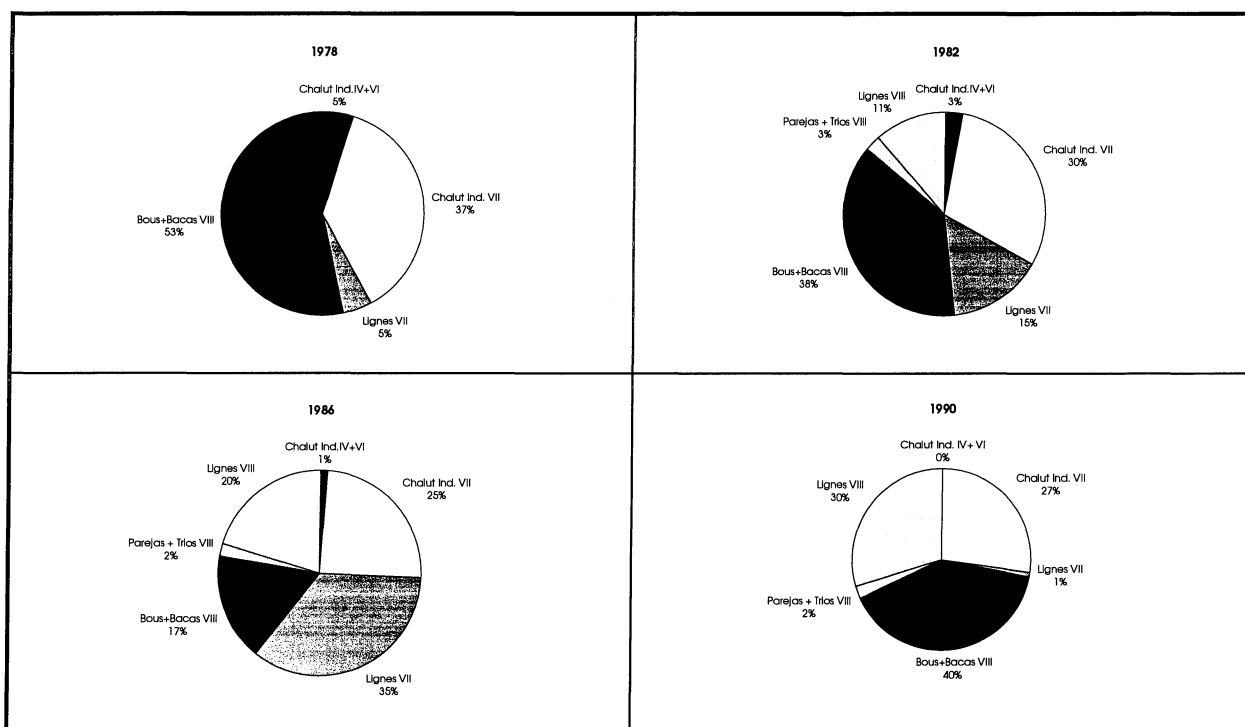 1978
Chalut Ind.IV+VI
5%
Chalut Ind. VII
37%
Bous+Bacas VIII
53%
Lignes VII
5%
1982
Lignes VIII
11%
Chalut Ind.IV+VI
3%
Parejas + Trios VIII
3%
Chalut Ind. VII
30%
Bous+Bacas VIII
38%
Lignes VII
15%
1986
Chalut Ind.IV+VI
1%
Lignes VIII
20%
Chalut Ind. VII
25%
Parejas + Trios VIII
2%
Bous+Bacas VIII
17%
Lignes VII
35%
1990
Chalut Ind. IV+ VI
0%
Lignes VIII
30%
Chalut Ind. VII
27%
Lignes VII
1%
Parejas + Trios VIII
2%
Bous+Bacas VIII
40%